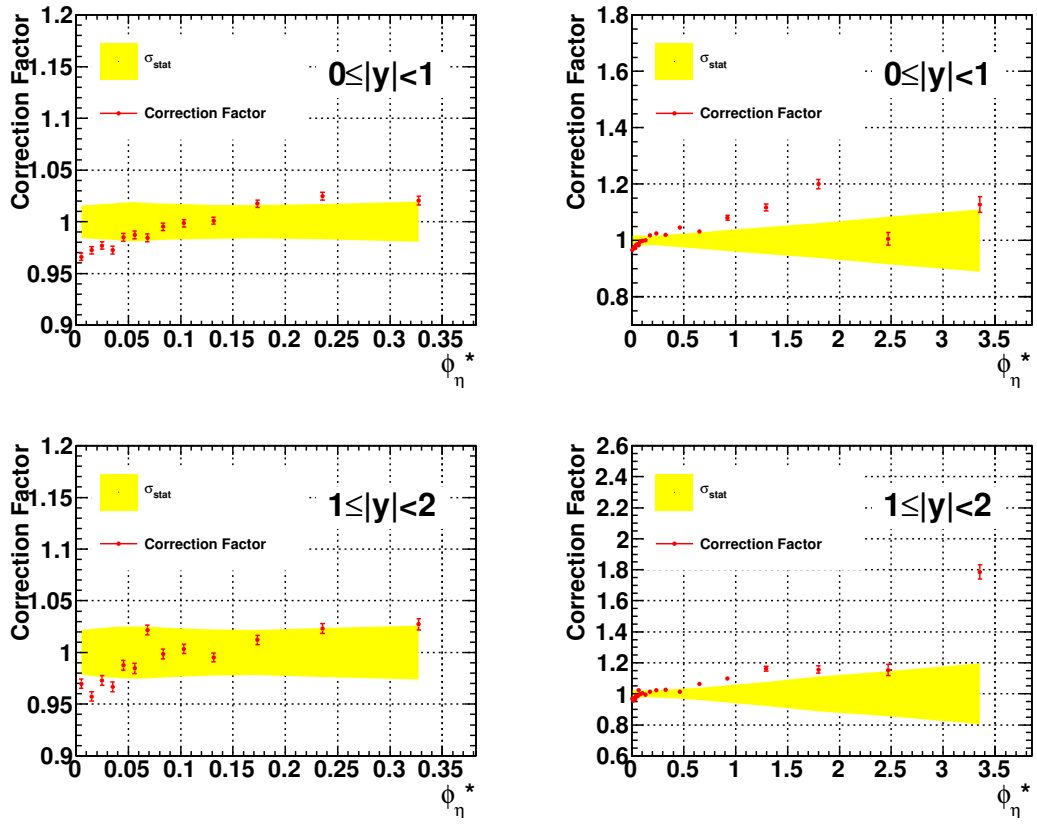 1.2
1.15
1.1
1.05
1
0.95
0.9
Correction Factor
σstat
0≤|y|<1
Correction Factor
0 0.05 0.1 0.15 0.2 0.25 0.3 0.35
ϕη*
1.8
1.6
1.4
1.2
1
0.8
Correction Factor
σstat
0≤|y|<1
Correction Factor
0 0.5 1 1.5 2 2.5 3 3.5
ϕη*
1.2
1.15
1.1
1.05
1
0.95
0.9
Correction Factor
σstat
1≤|y|<2
Correction Factor
0 0.05 0.1 0.15 0.2 0.25 0.3 0.35
ϕη*
2.6
2.4
2.2
2
1.8
1.6
1.4
1.2
1
0.8
0.6
Correction Factor
σstat
1≤|y|<2
Correction Factor
0 0.5 1 1.5 2 2.5 3 3.5
ϕη*